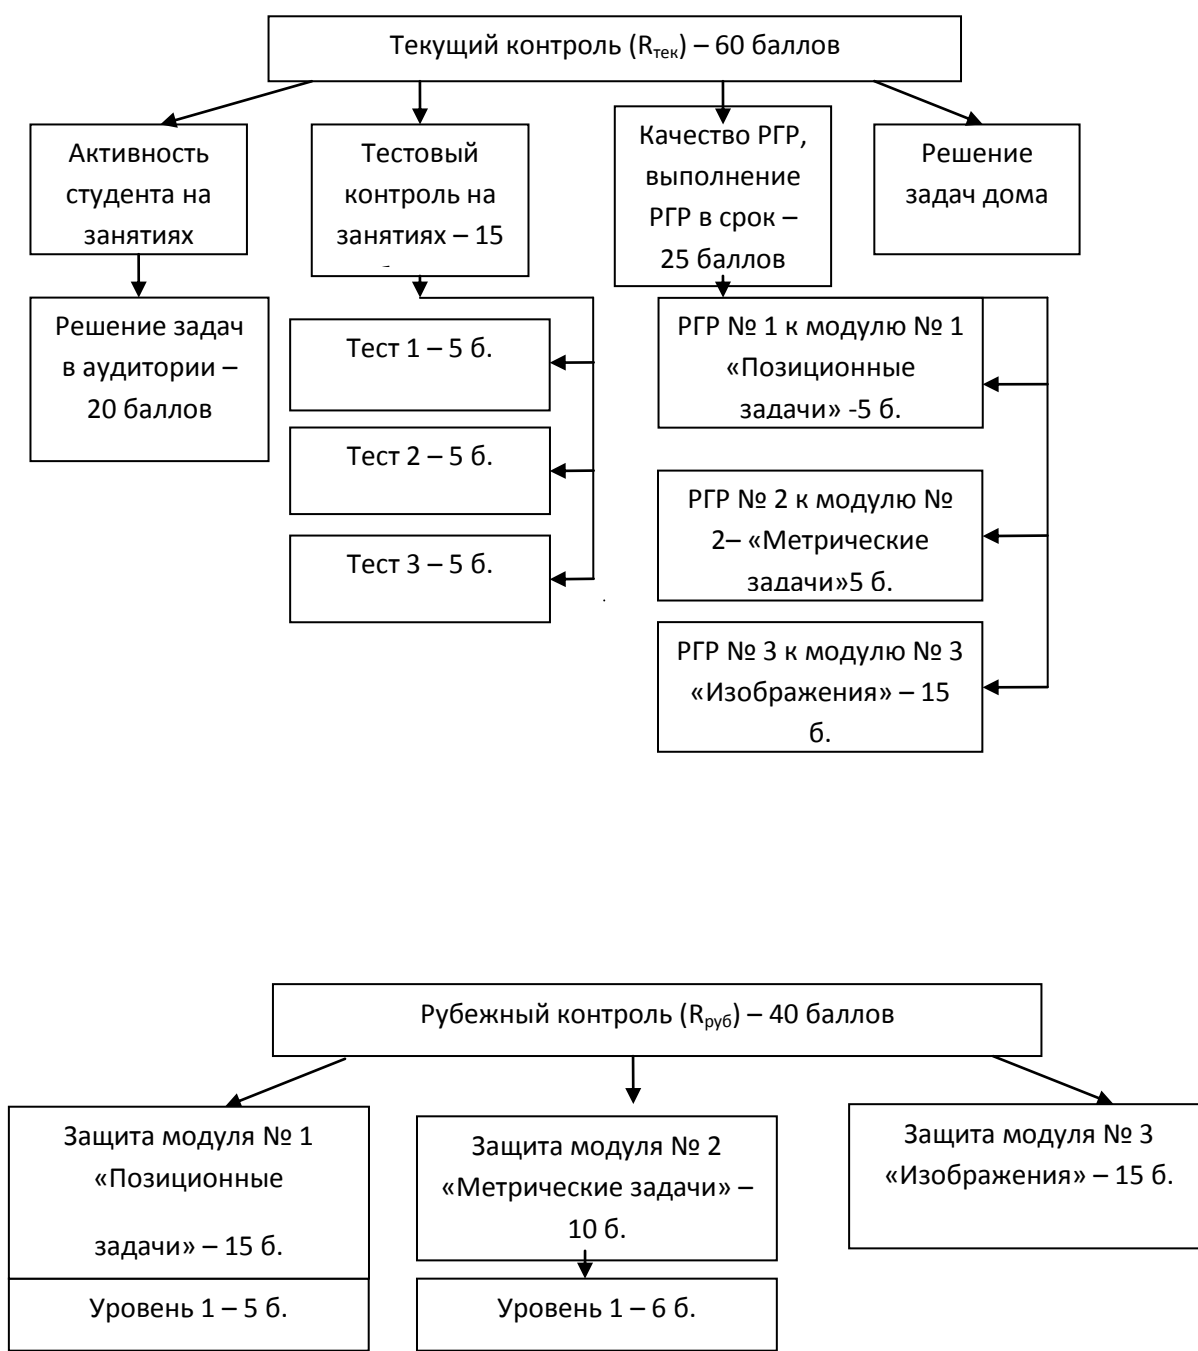 Текущий контроль (Rтек) – 60 баллов
Активность
студента на
занятиях
Тестовый
контроль на
занятиях – 15
Качество РГР,
выполнение
РГР в срок –
25 баллов
Решение
задач дома
Решение задач
в аудитории –
20 баллов
Тест 1 – 5 б.
Тест 2 – 5 б.
Тест 3 – 5 б.
РГР № 1 к модулю № 1
«Позиционные
задачи» -5 б.
РГР № 2 к модулю №
2– «Метрические
задачи»5 б.
РГР № 3 к модулю № 3
«Изображения» – 15
б.
Рубежный контроль (Rруб) – 40 баллов
Защита модуля № 1
«Позиционные
задачи» – 15 б.
Уровень 1 – 5 б.
Защита модуля № 2
«Метрические задачи» –
10 б.
Уровень 1 – 6 б.
Защита модуля № 3
«Изображения» – 15 б.